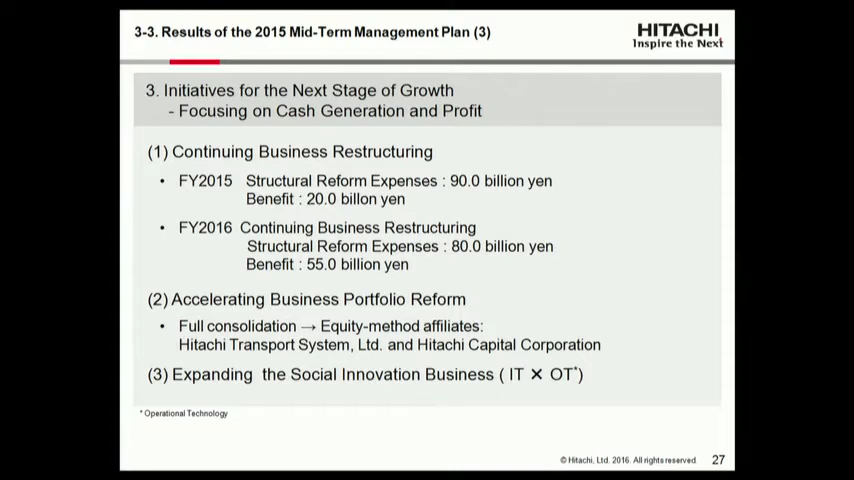 3-3. Results of the 2015 Mid-Term Management Plan (3)
HITACHI
Inspire the Next
3. Initiatives for the Next Stage of Growth
- Focusing on Cash Generation and Profit
(1) Continuing Business Restructuring
• FY2015 Structural Reform Expenses : 90.0 billion yen
Benefit : 20.0 billon yen
• FY2016 Continuing Business Restructuring
Structural Reform Expenses : 80.0 billion yen
Benefit : 55.0 billion yen
(2) Accelerating Business Portfolio Reform
• Full consolidation → Equity-method affiliates:
Hitachi Transport System, Ltd. and Hitachi Capital Corporation
(3) Expanding the Social Innovation Business ( IT ✕ OT*)
* Operational Technology
© Hitachi, Ltd. 2016. All rights reserved. 27